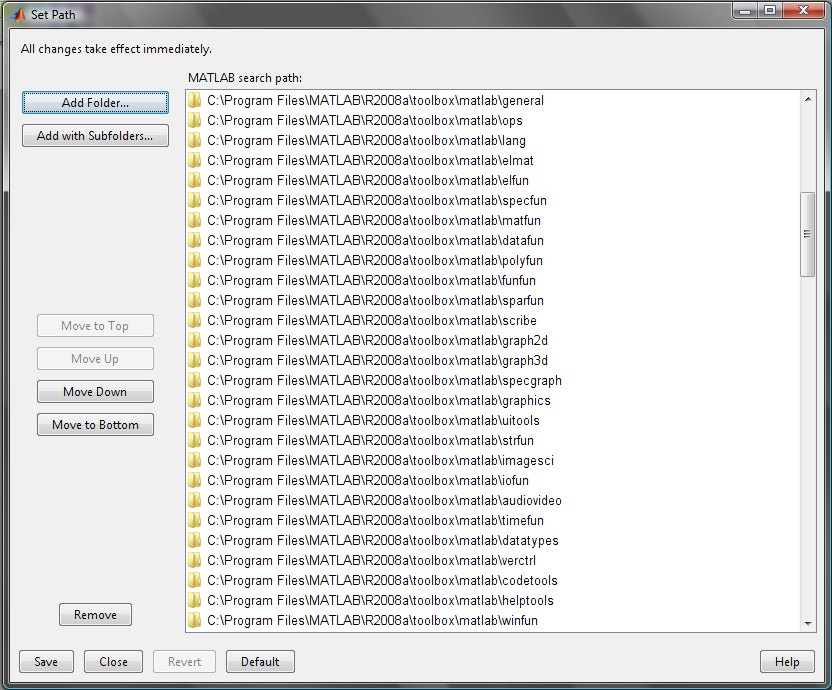 Set Path
All changes take effect immediately.
MATLAB search path:
Add Folder...
Add with Subfolders...
Move to Top
Move Up
Move Down
Move to Bottom
Remove
C:\Program Files\MATLAB\R2008a\toolbox\matlab\general
C:\Program Files\MATLAB\R2008a\toolbox\matlab\ops
C:\Program Files\MATLAB\R2008a\toolbox\matlab\lang
C:\Program Files\MATLAB\R2008a\toolbox\matlab\elmat
C:\Program Files\MATLAB\R2008a\toolbox\matlab\elfun
C:\Program Files\MATLAB\R2008a\toolbox\matlab\specfun
C:\Program Files\MATLAB\R2008a\toolbox\matlab\matfun
C:\Program Files\MATLAB\R2008a\toolbox\matlab\datafun
C:\Program Files\MATLAB\R2008a\toolbox\matlab\polyfun
C:\Program Files\MATLAB\R2008a\toolbox\matlab\funfun
C:\Program Files\MATLAB\R2008a\toolbox\matlab\sparfun
C:\Program Files\MATLAB\R2008a\toolbox\matlab\scribe
C:\Program Files\MATLAB\R2008a\toolbox\matlab\graph2d
C:\Program Files\MATLAB\R2008a\toolbox\matlab\graph3d
C:\Program Files\MATLAB\R2008a\toolbox\matlab\specgraph
C:\Program Files\MATLAB\R2008a\toolbox\matlab\graphics
C:\Program Files\MATLAB\R2008a\toolbox\matlab\uitools
C:\Program Files\MATLAB\R2008a\toolbox\matlab\strfun
C:\Program Files\MATLAB\R2008a\toolbox\matlab\imagesci
C:\Program Files\MATLAB\R2008a\toolbox\matlab\iofun
C:\Program Files\MATLAB\R2008a\toolbox\matlab\audiovideo
C:\Program Files\MATLAB\R2008a\toolbox\matlab\timefun
C:\Program Files\MATLAB\R2008a\toolbox\matlab\datatypes
C:\Program Files\MATLAB\R2008a\toolbox\matlab\verctrl
C:\Program Files\MATLAB\R2008a\toolbox\matlab\codetools
C:\Program Files\MATLAB\R2008a\toolbox\matlab\helptools
C:\Program Files\MATLAB\R2008a\toolbox\matlab\winfun
Save
Close
Revert
Default
Help